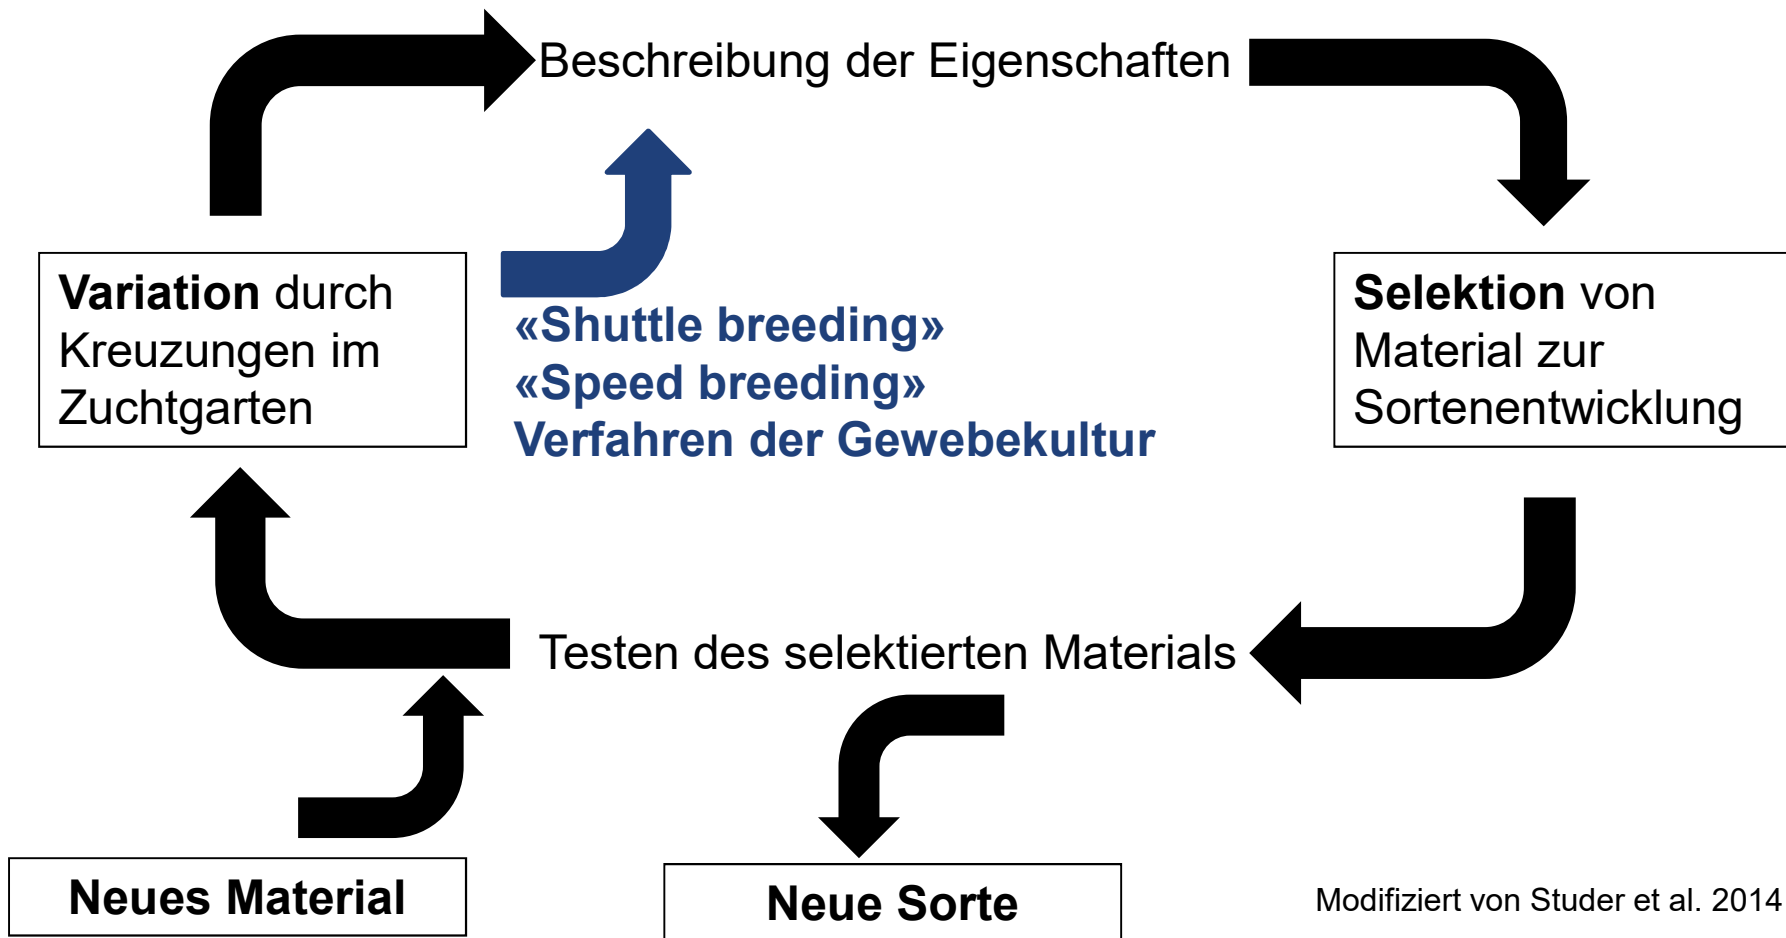 Beschreibung der Eigenschaften
Variation durch
Kreuzungen im
Zuchtgarten
«Shuttle breeding»
«Speed breeding»
Verfahren der Gewebekultur
Selektion von
Material zur
Sortenentwicklung
Testen des selektierten Materials
Neues Material
Neue Sorte
Modifiziert von Studer et al. 2014